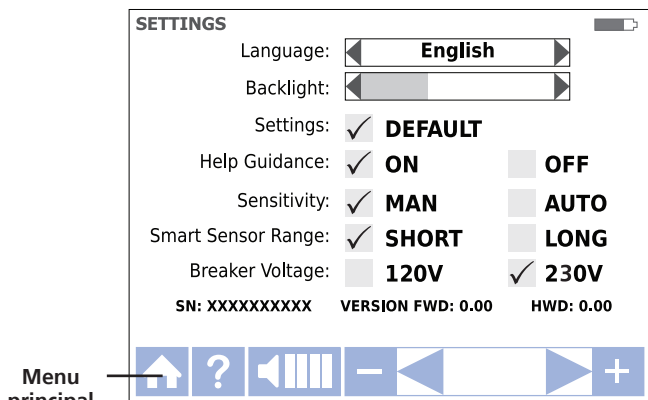 SETTINGS
Language: English
Backlight:
Settings: ✓ DEFAULT
Help Guidance: ✓ ON OFF
Sensitivity: ✓ MAN AUTO
Smart Sensor Range: ✓ SHORT LONG
Breaker Voltage: 120V ✓ 230V
SN: XXXXXXXXXX VERSION FWD: 0.00 HWD: 0.00
? - +
Menu
principal